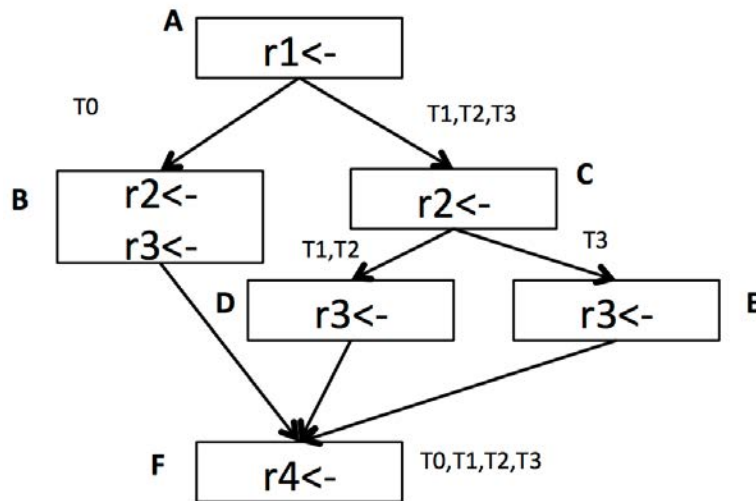 A
r1<-
T0
T1,T2,T3
B
r2<-
r3<-
C
r2<-
T1,T2
T3
D
r3<-
r3<-
E
F
r4<-
T0,T1,T2,T3